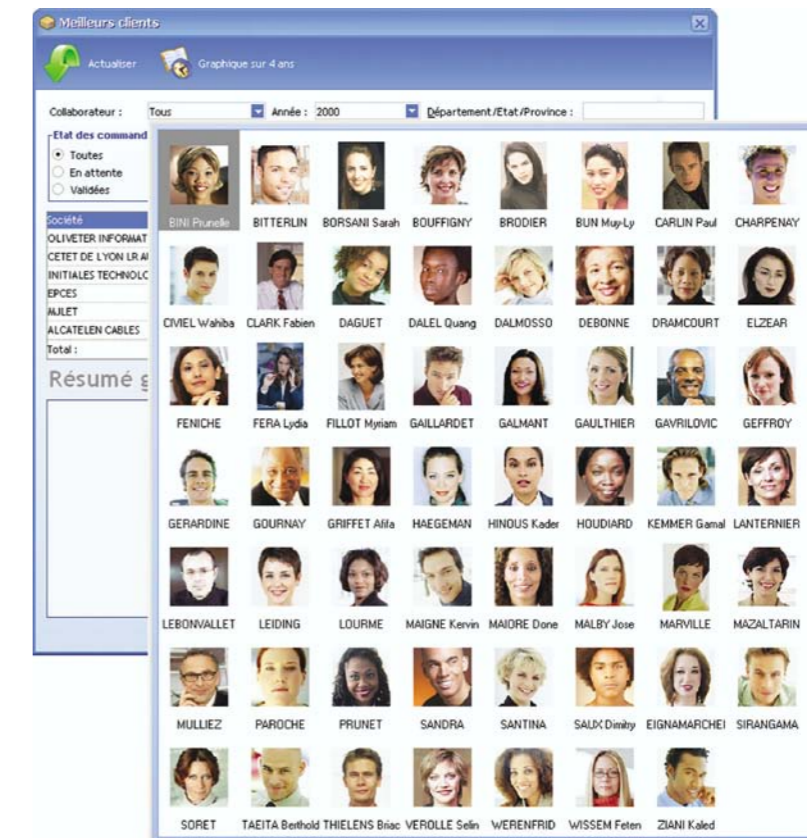 Meilleurs clients
Actualiser
Graphique sur 4 ans
Collaborateur : Tous Année : 2000 Département/Etat/Province :
Etat des command
Toutes
En attente
Validées
Société
OLIVETER INFORMAT
CETET DE LYON LR
INITIALES TECHNOLO
EPCES
MJLET
ALCATELEN CABLES
Total :
Résumé g
BINI Prunelle BITTERLIN BORSANI Sarah BOUFFIGNY BRODIER BUN Muy-Ly CARLIN Paul CHARPENAY
CIVIEL Wahiba CLARK Fabien DAGUET DALEL Quang DALMOSSO DEBONNE DRAMCOURT ELZEAR
FENICHE FERA Lydia FILLOT Myriam GAILLARDET GALMANT GAULTHIER GAVRILOVIC GEFFROY
GERARDINE GOURNAY GRIFFET Afifa HAEGEMAN HINOUS Kader HOUDIARD KEMMER Gamal LANTERNIER
LEBONVALLET LEIDING LOURME MAIGNE Kervin MAIORE Done MALBY Jose MARVILLE MAZALTARIN
MULLIEZ PAROCHE PRUNET SANDRA SANTINA SAUX Dimitry EIGNAMARCHEI SIRANGAMA
SORET TAEITA Berthold THIELENS Briac VEROLLE Selin WERENFRID WISSEM Feten ZIANI Kaled